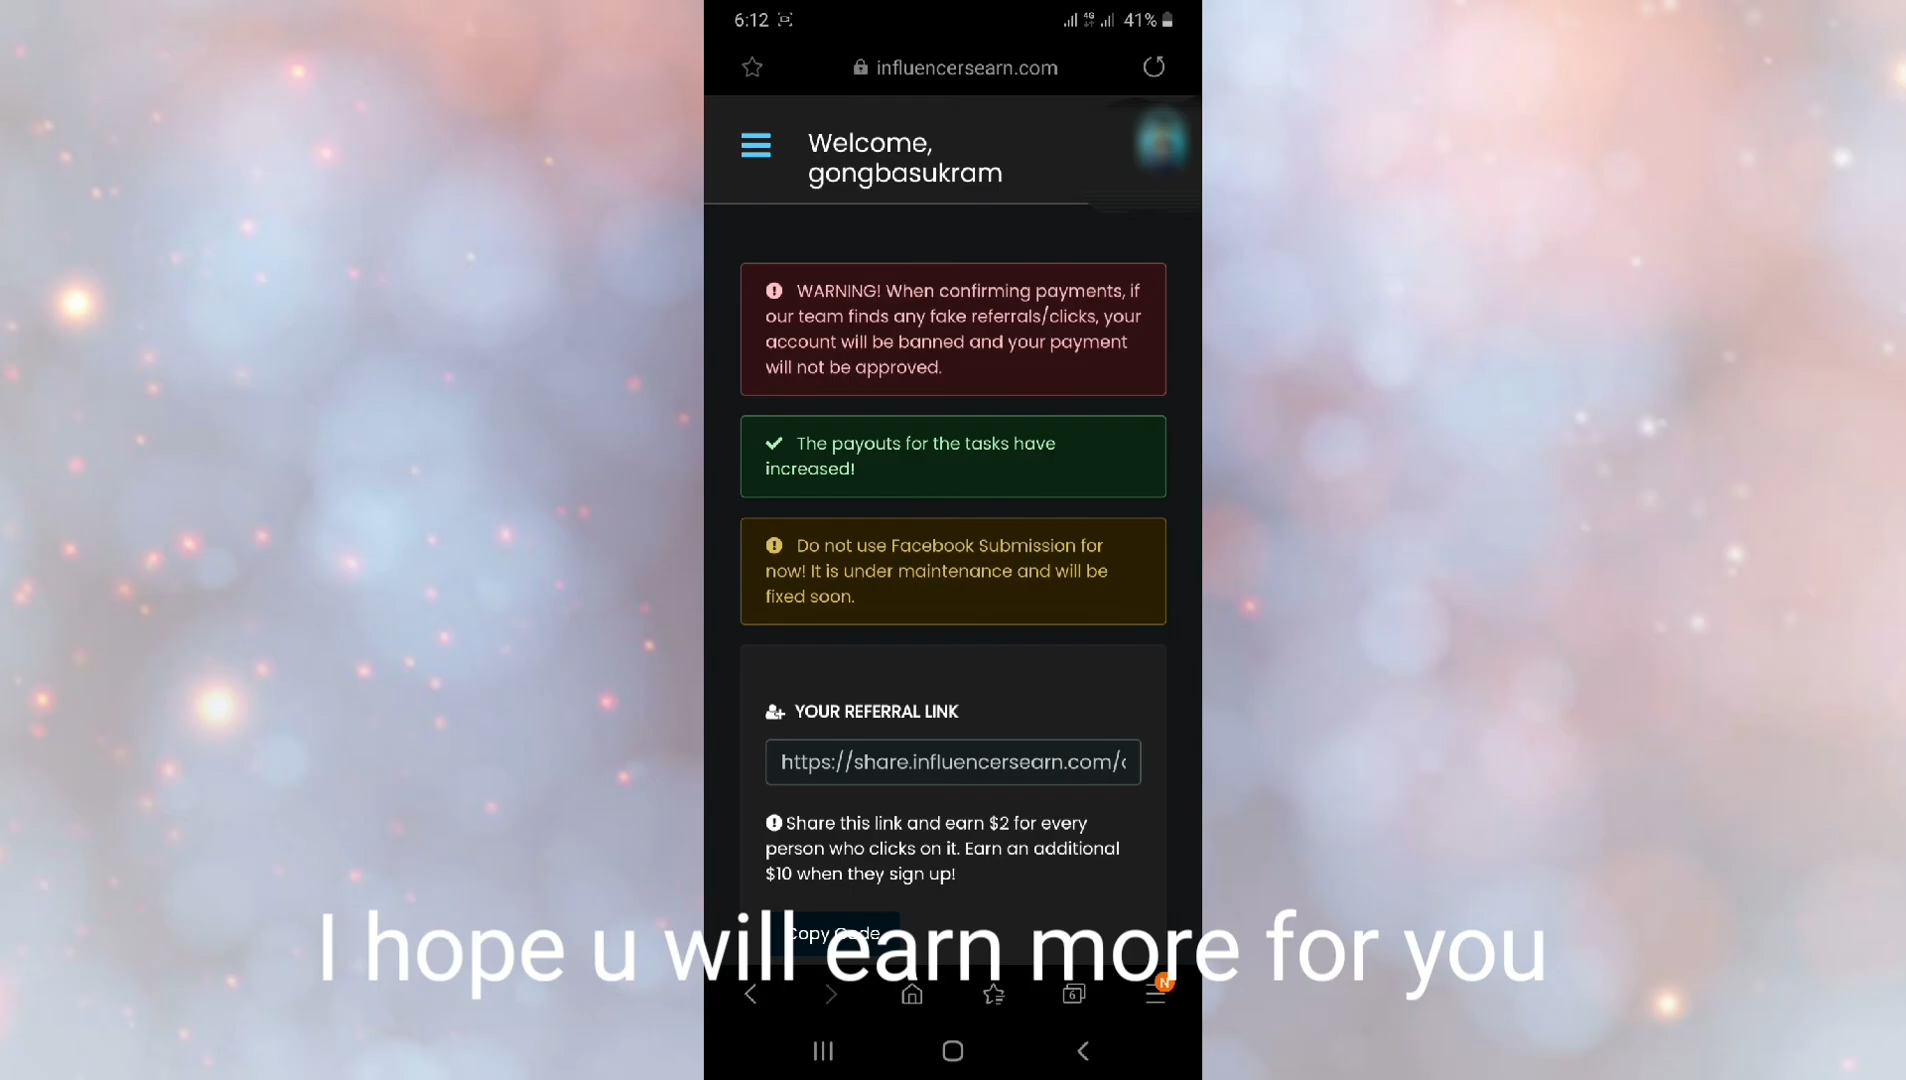 6:12
4G 41%
influencersearn.com
Welcome,
gongbasukram
WARNING! When confirming payments, if
our team finds any fake referrals/clicks, your
account will be banned and your payment
will not be approved.
The payouts for the tasks have
increased!
Do not use Facebook Submission for
now! It is under maintenance and will be
fixed soon.
YOUR REFERRAL LINK
https://share.influencersearn.com/
Share this link and earn $2 for every
person who clicks on it. Earn an additional
$10 when they sign up!
Copy Code
I hope u will earn more for you
6
N